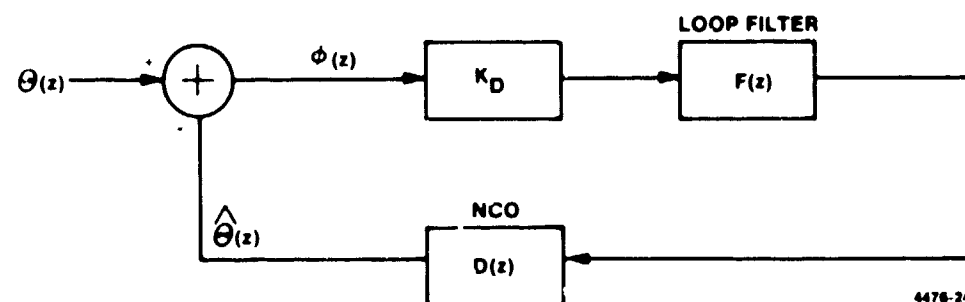 LOOP FILTER
Θ(z)
+
+
-
ϕ(z)
K_D
F(z)
Θ̂(z)
NCO
D(z)